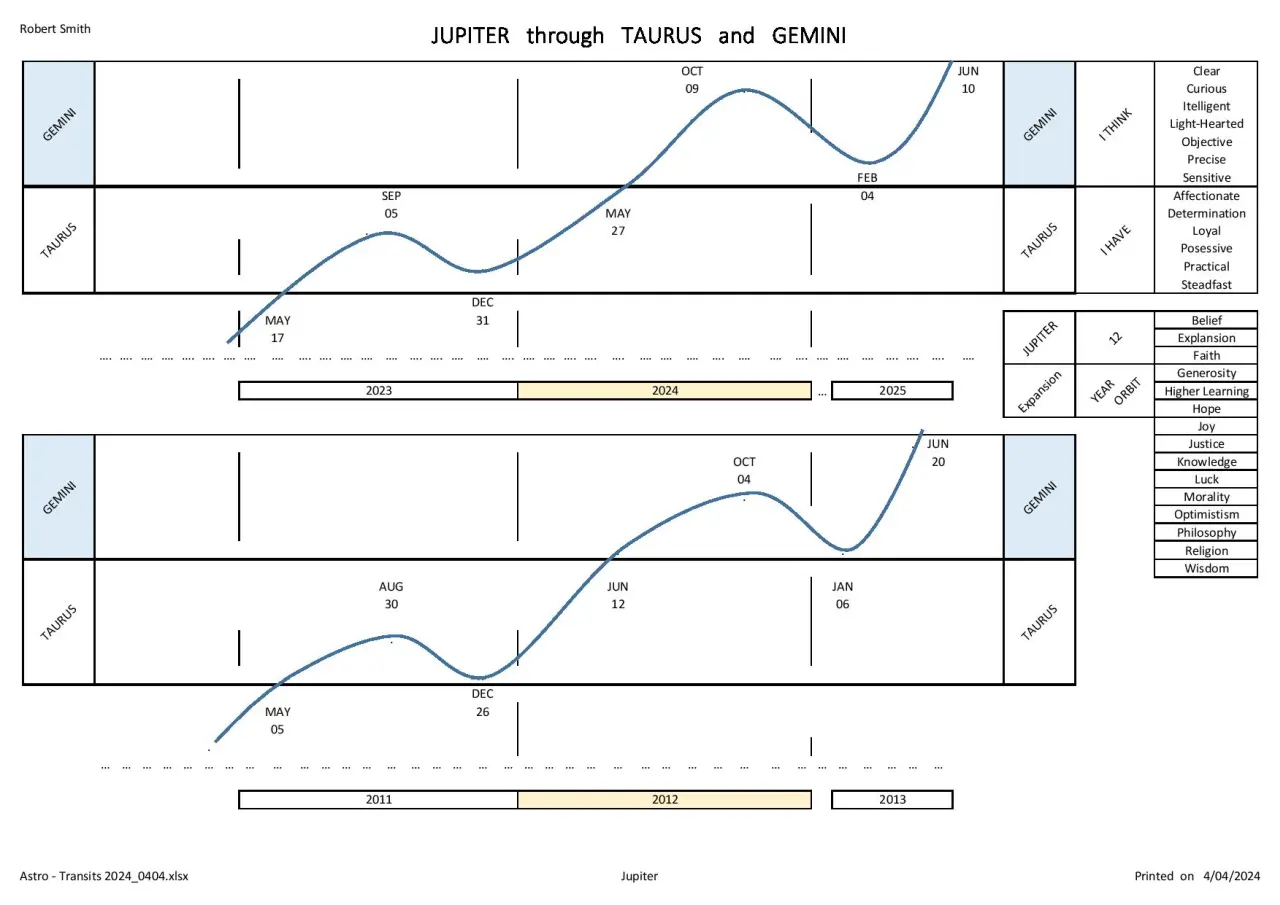 Robert Smith
JUPITER through TAURUS and GEMINI
GEMINI
OCT
09
JUN
10
GEMINI
I THINK
Clear
Curious
Itelligent
Light-Hearted
Objective
Precise
Sensitive
FEB
04
TAURUS
SEP
05
MAY
27
TAURUS
I HAVE
Affectionate
Determination
Loyal
Posessive
Practical
Steadfast
MAY
17
DEC
31
JUPITER
12
Expansion
YEAR
ORBIT
Belief
Explansion
Faith
Generosity
Higher Learning
Hope
Joy
Justice
Knowledge
Luck
Morality
Optimistism
Philosophy
Religion
Wisdom
2023
2024
...
2025
GEMINI
OCT
04
JUN
20
GEMINI
TAURUS
AUG
30
JUN
12
JAN
06
TAURUS
MAY
05
DEC
26
2011
2012
2013
Astro - Transits 2024_0404.xlsx
Jupiter
Printed on 4/04/2024